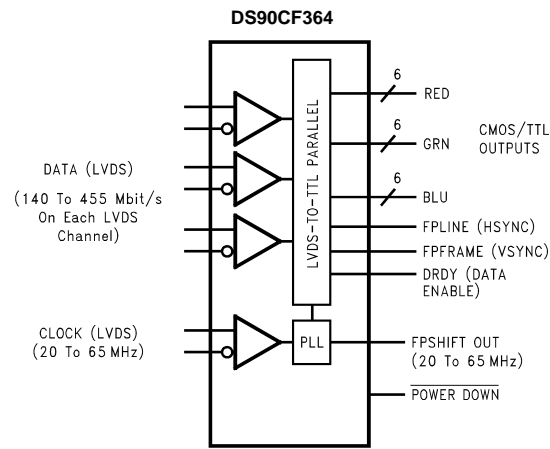 DS90CF364
DATA (LVDS)
(140 To 455 Mbit/s
On Each LVDS
Channel)
CLOCK (LVDS)
(20 To 65 MHz)
LVDS-TO-TTL PARALLEL
PLL
6
RED
6
GRN
CMOS/TTL
OUTPUTS
6
BLU
FPLINE (HSYNC)
FPFRAME (VSYNC)
DRDY (DATA
ENABLE)
FPSHIFT OUT
(20 To 65 MHz)
POWER DOWN